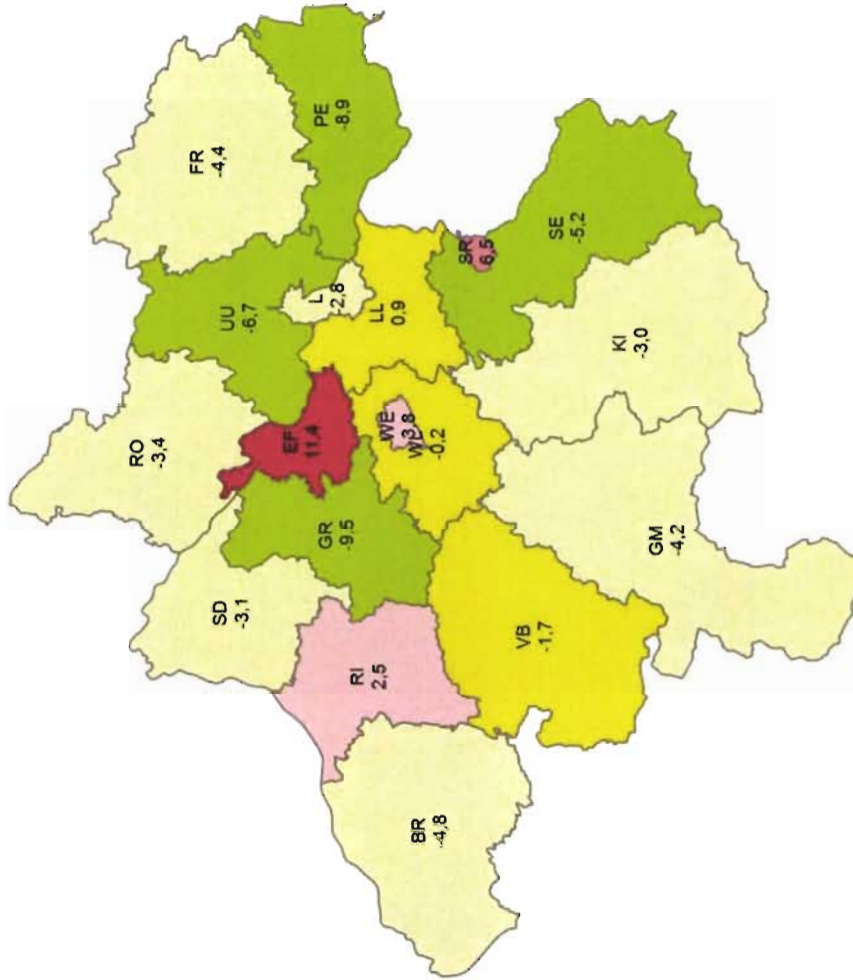 BR
-4,8
SD
-3,1
RI
2,5
VB
-1,7
RO
-3,4
GR
-9,5
GM
-4,2
EF
11,4
WE
3,8
-0,2
UU
-6,7
L
-2,8
LL
0,9
KI
-3,0
FR
-4,4
PE
-8,9
SR
6,5
SE
-5,2